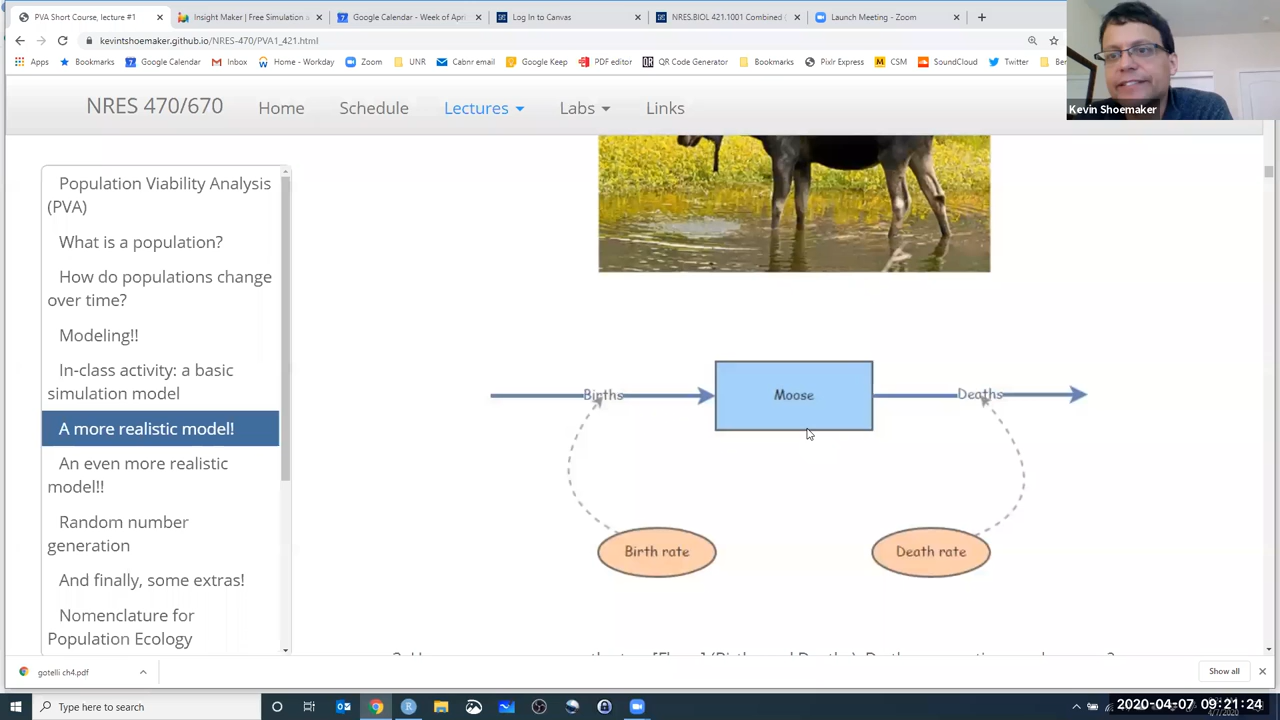 PVA Short Course, lecture #1
Insight Maker | Free Simulation a
Google Calendar - Week of Apri
Log In to Canvas
NRES.BIOL 421.1001 Combined (
Launch Meeting - Zoom
kevintshoemaker.github.io/NRES-470/PVA1_421.html
Apps
Bookmarks
Google Calendar
Inbox
Home - Workday
Zoom
UNR
Cabnr email
Google Keep
PDF editor
QR Code Generator
Bookmarks
Pixlr Express
CSM
SoundCloud
Twitter
Kevin Shoemaker
NRES 470/670
Home
Schedule
Lectures
Labs
Links
Population Viability Analysis
(PVA)
What is a population?
How do populations change
over time?
Modeling!!
In-class activity: a basic
simulation model
A more realistic model!
An even more realistic
model!!
Random number
generation
And finally, some extras!
Nomenclature for
Population Ecology
Births
Moose
Deaths
Birth rate
Death rate
gotelli ch4.pdf
Show all
Type here to search
2020-04-07 09:21:24